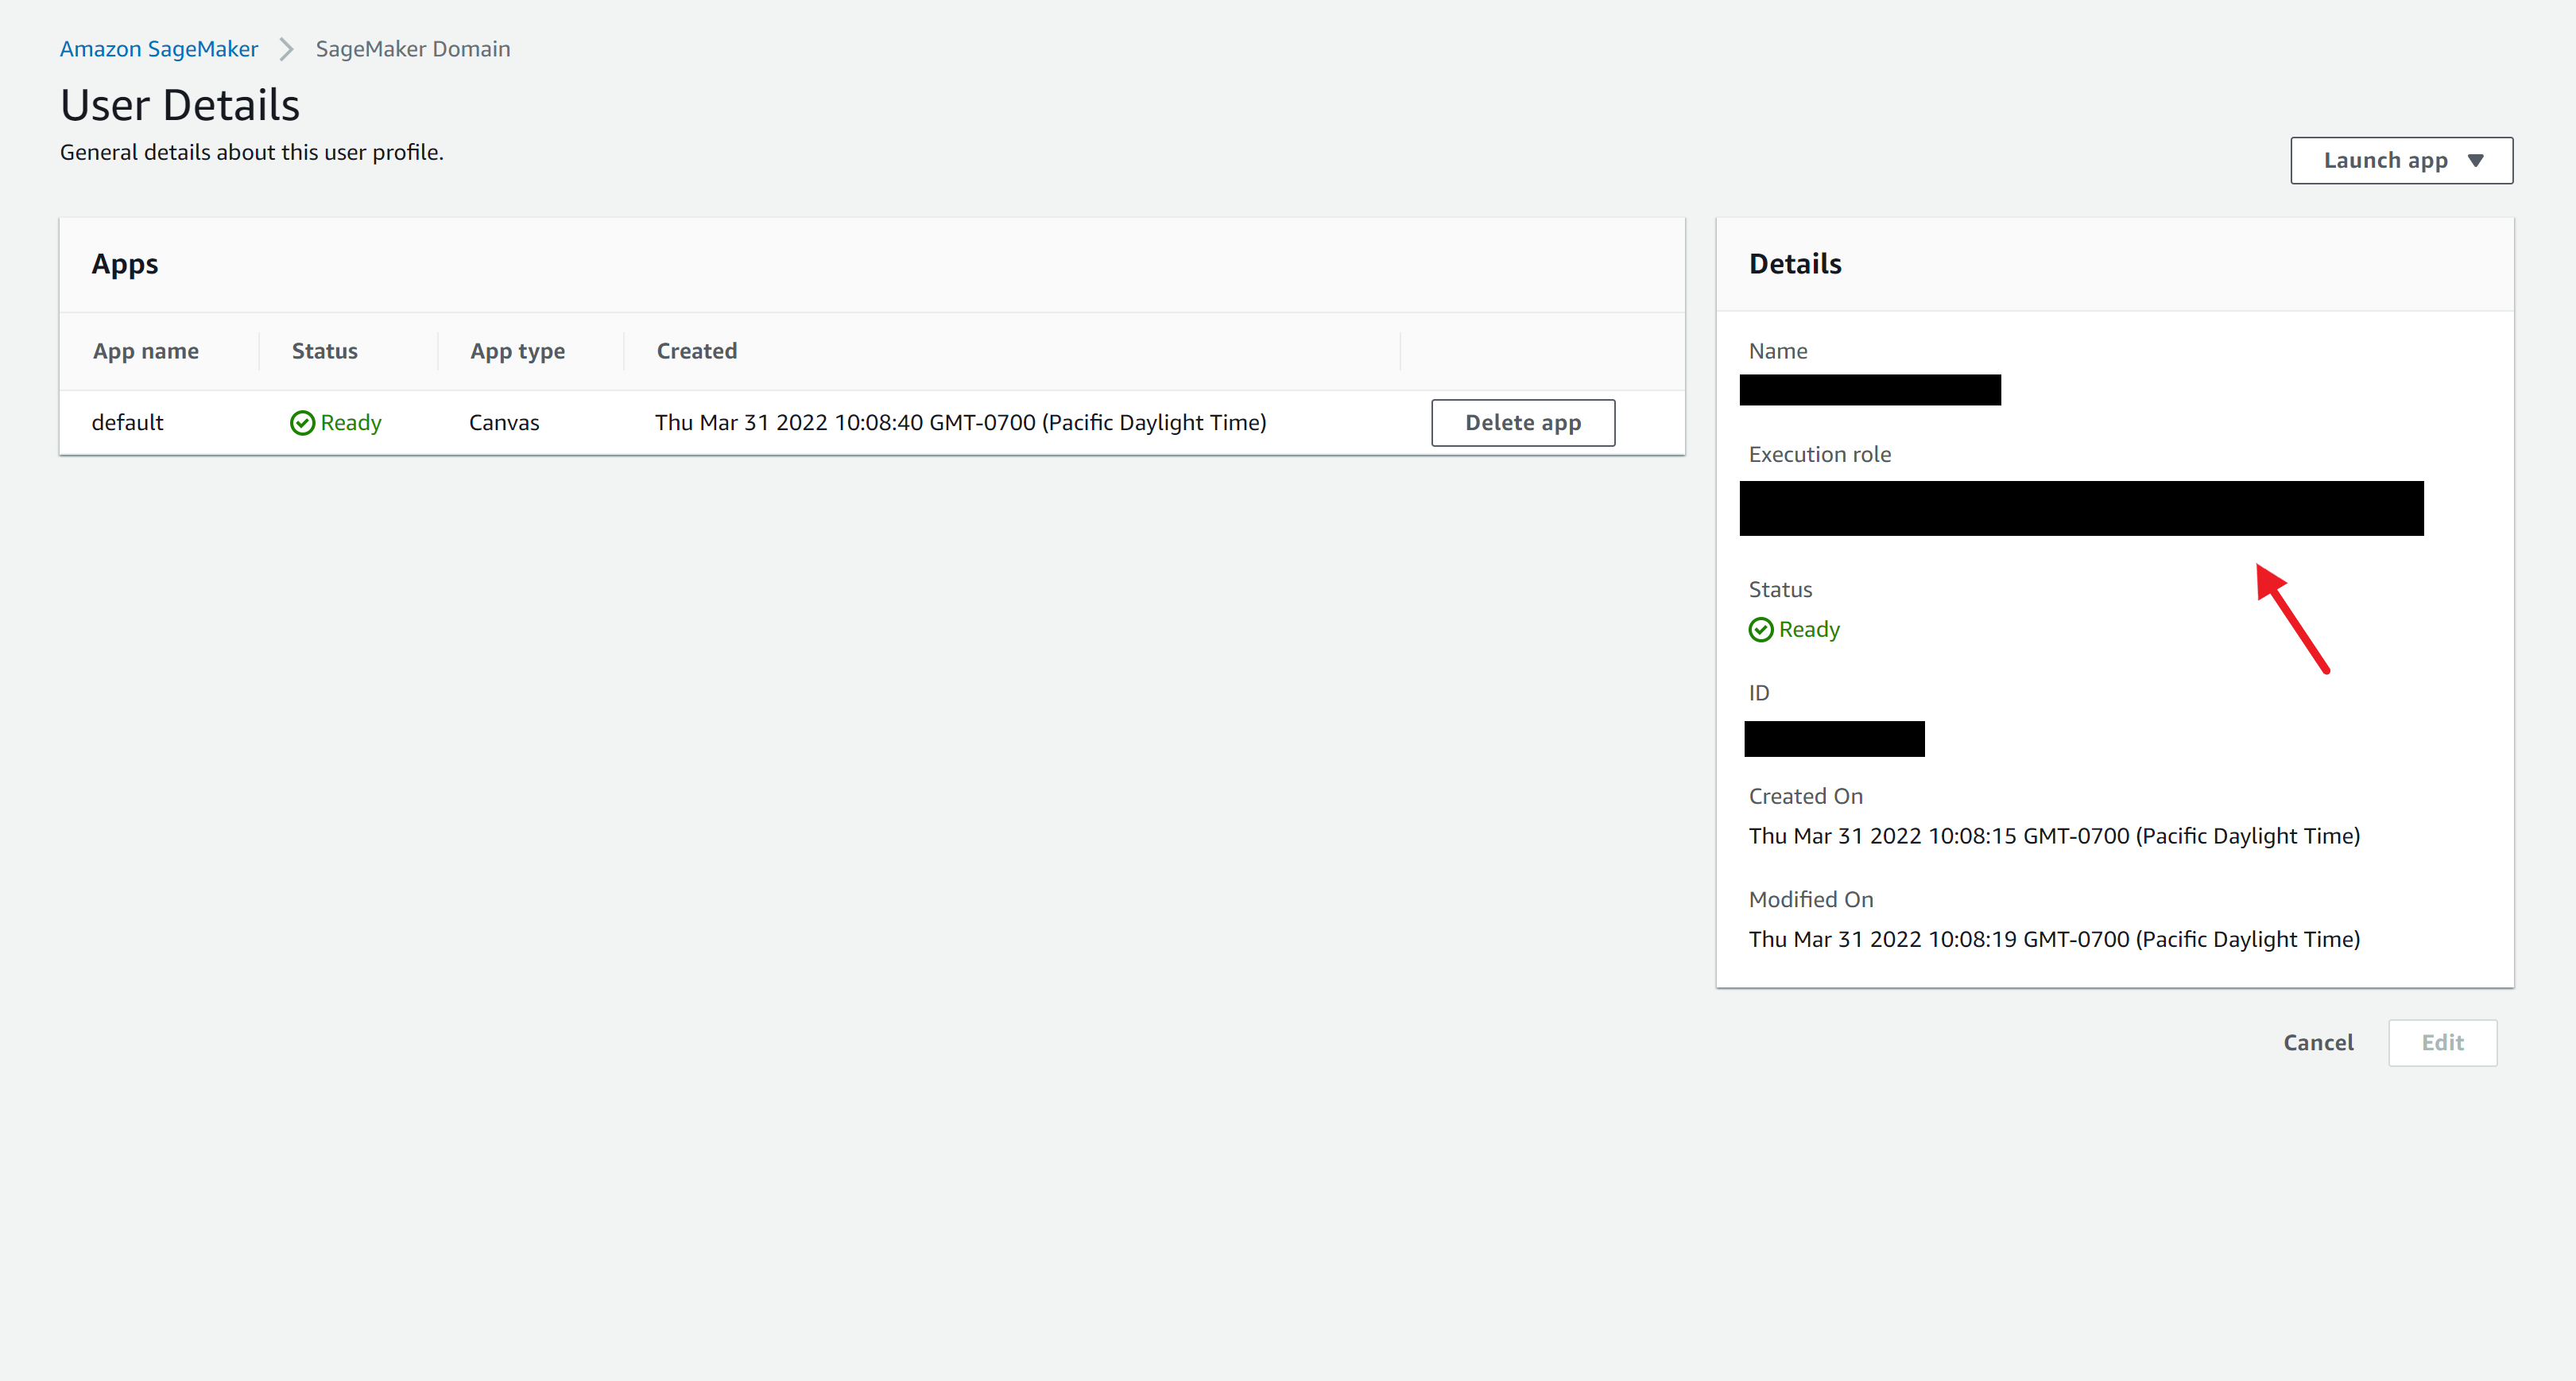 Amazon SageMaker > SageMaker Domain
User Details
General details about this user profile.
Launch app
Apps
App name Status App type Created
default Ready Canvas Thu Mar 31 2022 10:08:40 GMT-0700 (Pacific Daylight Time) Delete app
Details
Name
Execution role
Status
Ready
ID
Created On
Thu Mar 31 2022 10:08:15 GMT-0700 (Pacific Daylight Time)
Modified On
Thu Mar 31 2022 10:08:19 GMT-0700 (Pacific Daylight Time)
Cancel Edit